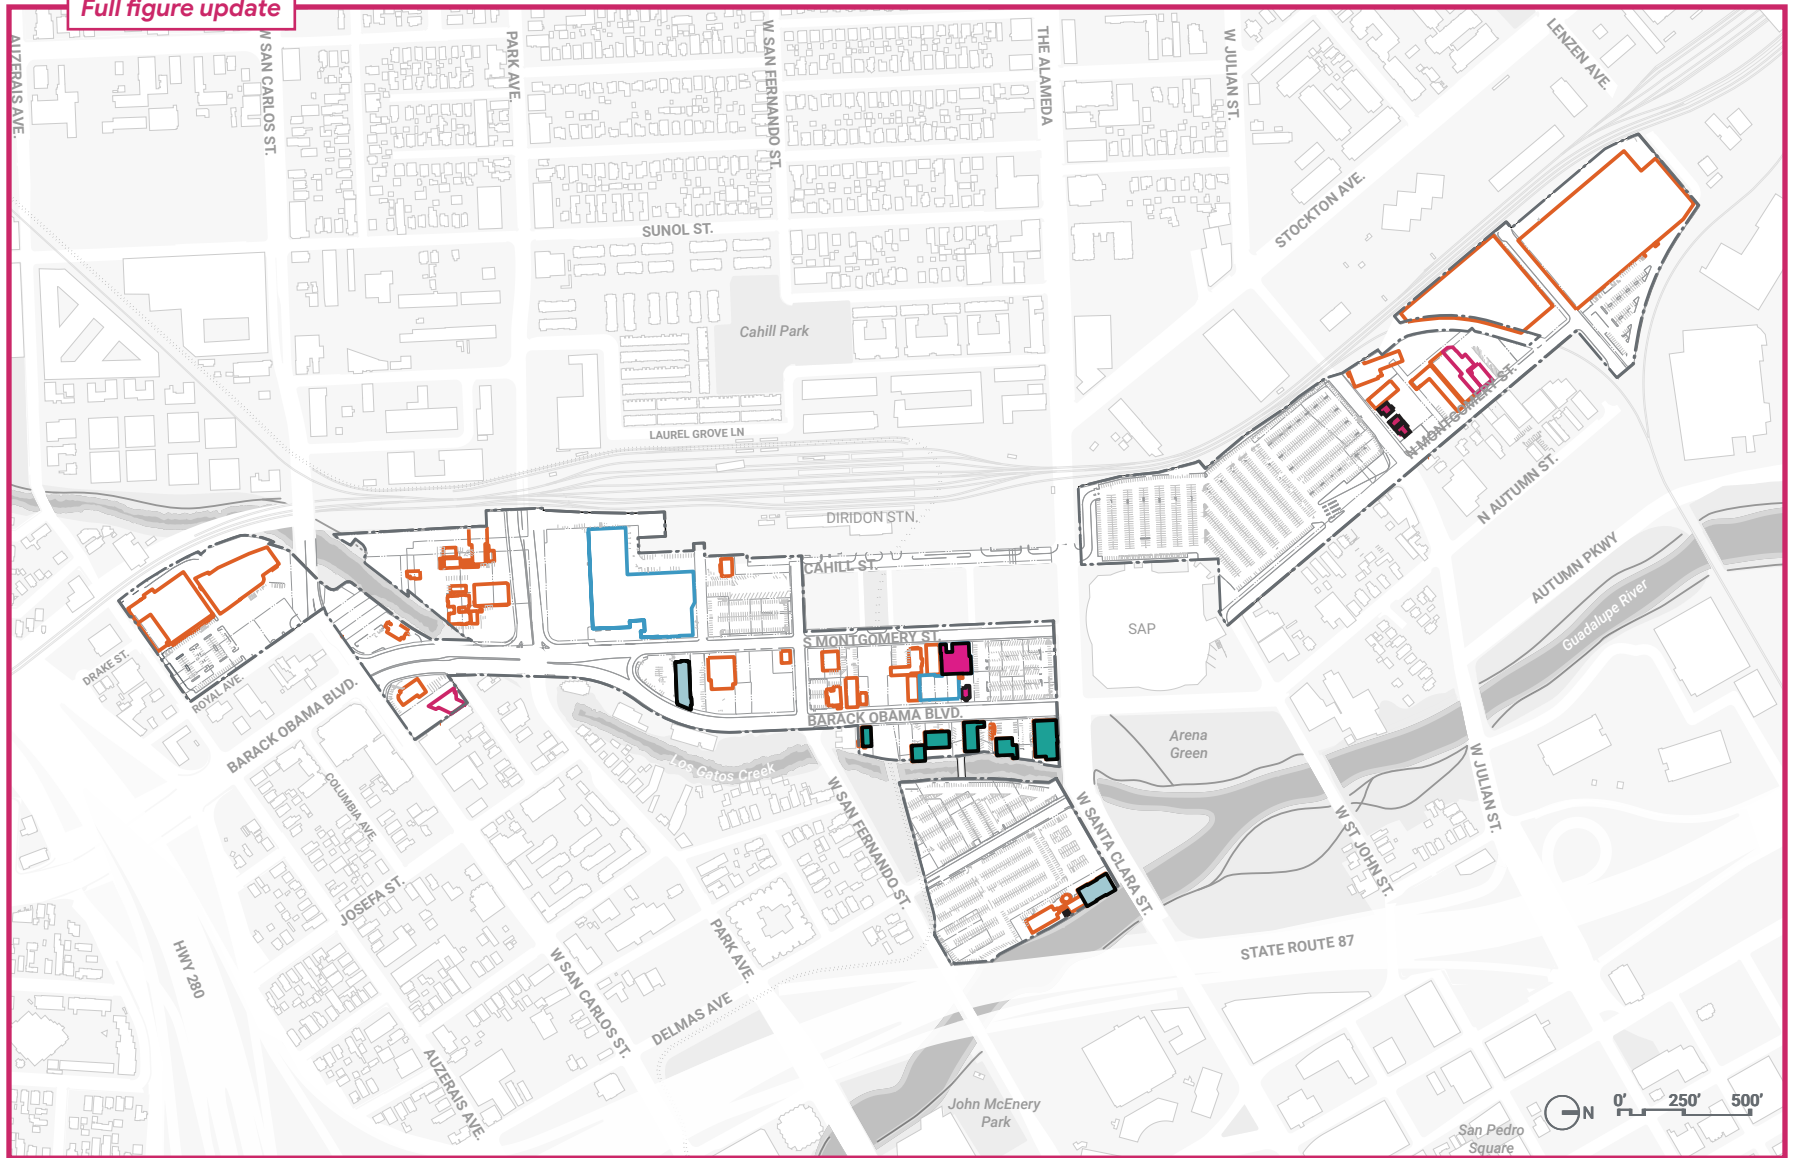 Full figure update
AUZERAIS AVE.
W SAN CARLOS ST.
PARK AVE.
W SAN FERNANDO ST.
THE ALAMEDA
W JULIAN ST.
LENZEN AVE.
STOCKTON AVE.
SUNOL ST.
Cahill Park
LAUREL GROVE LN
DIRIDON STN.
CAHILL ST.
N MONTGOMERY ST.
N AUTUMN ST.
AUTUMN PKWY
Guadalupe River
SAP
S MONTGOMERY ST.
BARACK OBAMA BLVD.
DRAKE ST.
ROYAL AVE.
BARACK OBAMA BLVD.
Los Gatos Creek
Arena
Green
COLUMBIA AVE
JOSEFA ST.
HWY 280
W SAN FERNANDO ST.
W SANTA CLARA ST.
W ST JOHN ST.
W JULIAN ST.
PARK AVE.
W SAN CARLOS ST.
DELMAS AVE
AUZERAIS AVE.
STATE ROUTE 87
John McEnery
Park
San Pedro
Square
N
0' 250' 500'